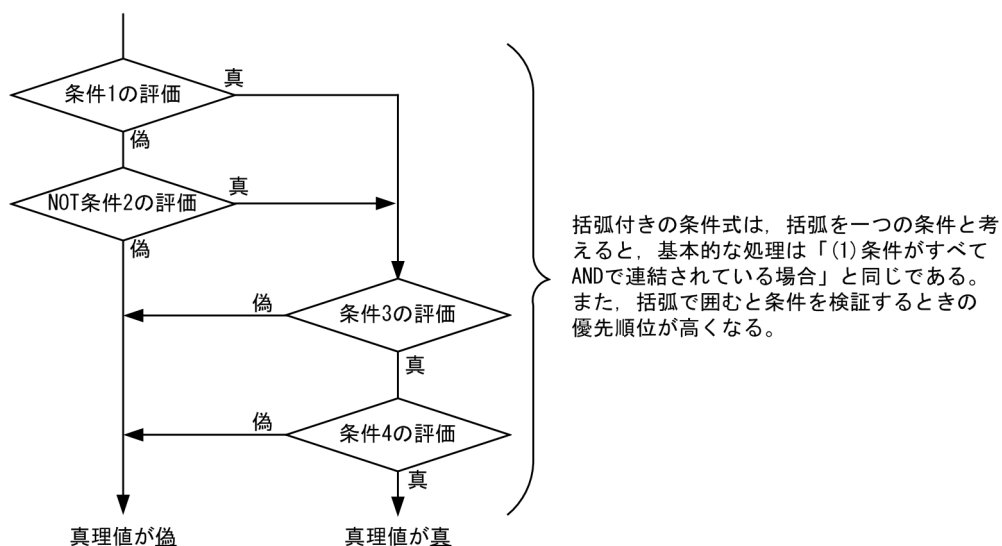 条件1の評価
真
偽
NOT条件2の評価
真
偽
条件3の評価
偽
真
条件4の評価
偽
真
真理値が偽
真理値が真
括弧付きの条件式は，括弧を一つの条件と考
えると，基本的な処理は「(1)条件がすべて
ANDで連結されている場合」と同じである。
また，括弧で囲むと条件を検証するときの
優先順位が高くなる。